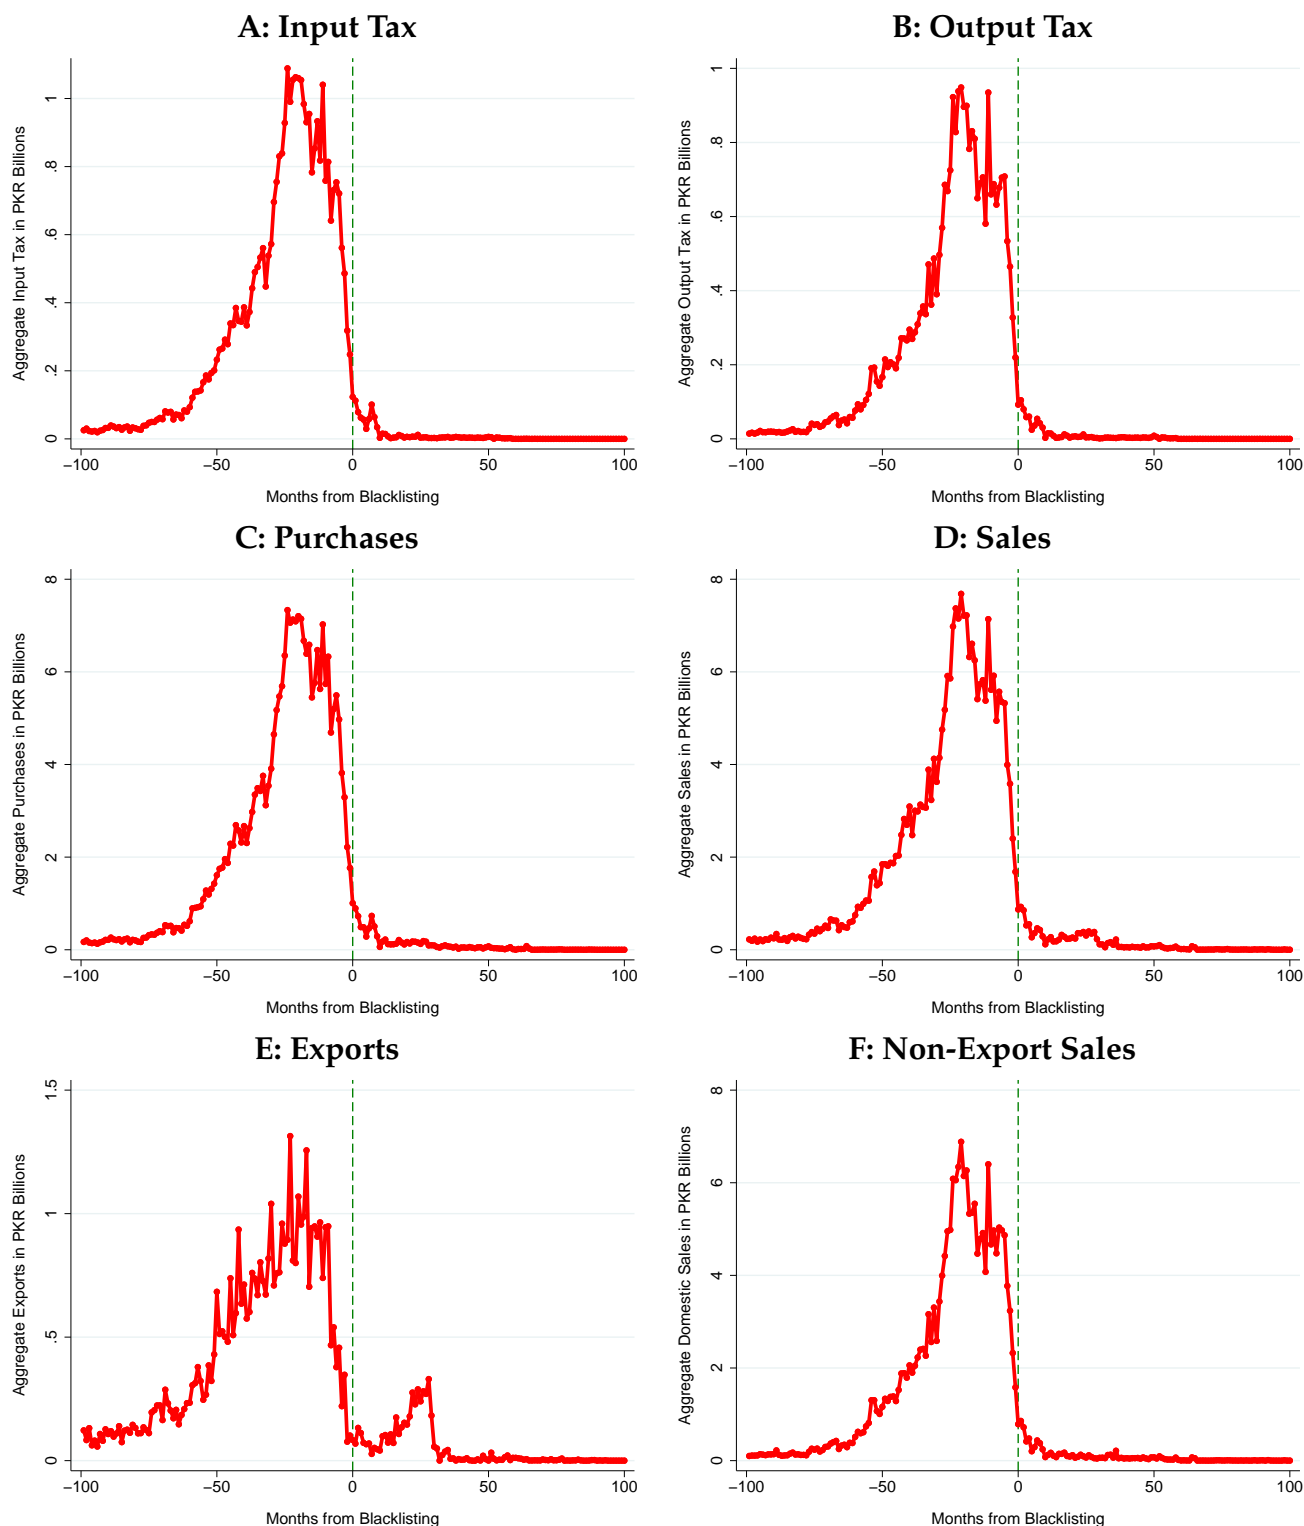 A: Input Tax
Aggregate Input Tax in PKR Billions
0 .2 .4 .6 .8 1
−100 −50 0 50 100
Months from Blacklisting
B: Output Tax
Aggregate Output Tax in PKR Billions
0 .2 .4 .6 .8 1
−100 −50 0 50 100
Months from Blacklisting
C: Purchases
Aggregate Purchases in PKR Billions
0 2 4 6 8
−100 −50 0 50 100
Months from Blacklisting
D: Sales
Aggregate Sales in PKR Billions
0 2 4 6 8
−100 −50 0 50 100
Months from Blacklisting
E: Exports
Aggregate Exports in PKR Billions
0 .5 1 1.5
−100 −50 0 50 100
Months from Blacklisting
F: Non-Export Sales
Aggregate Domestic Sales in PKR Billions
0 2 4 6 8
−100 −50 0 50 100
Months from Blacklisting